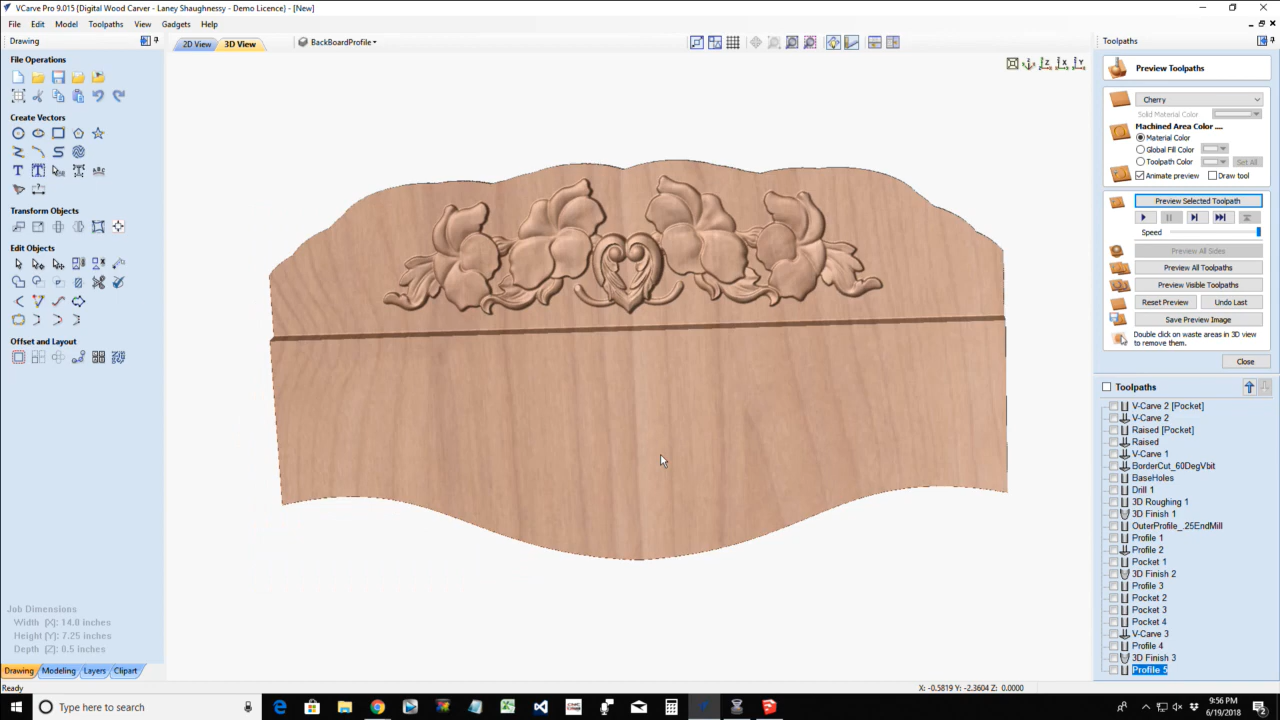 VCarve Pro 9.015 {Digital Wood Carver - Laney Shaughnessy - Demo Licence} - [New]
File Edit Model Toolpaths View Gadgets Help
Drawing
2D View 3D View BackBoardProfile
Toolpaths
File Operations
Create Vectors
Transform Objects
Edit Objects
Offset and Layout
Job Dimensions
Width (X): 14.0 inches
Height (Y): 7.25 inches
Depth (Z): 0.5 inches
Drawing Modeling Layers Clipart
Ready
X: -0.5819 Y: -2.3604 Z: 0.0000
Preview Toolpaths
Cherry
Solid Material Color
Machined Area Color ....
Material Color
Global Fill Color
Toolpath Color Set All
Animate preview Draw tool
Preview Selected Toolpath
Speed
Preview All Sides
Preview All Toolpaths
Preview Visible Toolpaths
Reset Preview Undo Last
Save Preview Image
Double click on waste areas in 3D view
to remove them.
Close
Toolpaths
V-Carve 2 [Pocket]
V-Carve 2
Raised [Pocket]
Raised
V-Carve 1
BorderCut_60DegVbit
BaseHoles
Drill 1
3D Roughing 1
3D Finish 1
OuterProfile_.25EndMill
Profile 1
Profile 2
Pocket 1
3D Finish 2
Profile 3
Pocket 2
Pocket 3
Pocket 4
V-Carve 3
Profile 4
3D Finish 3
Profile 5
Type here to search
9:56 PM
6/19/2018